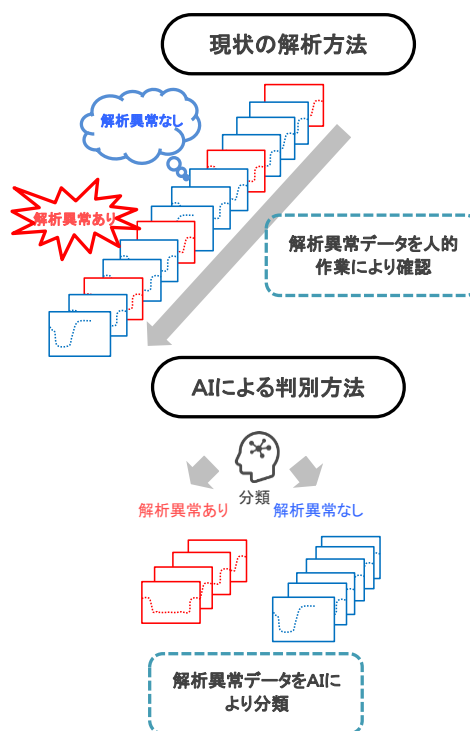 現状の解析方法
解析異常なし
解析異常あり
解析異常データを人的
作業により確認
AIによる判別方法
分類
解析異常あり
解析異常なし
解析異常データをAIに
より分類